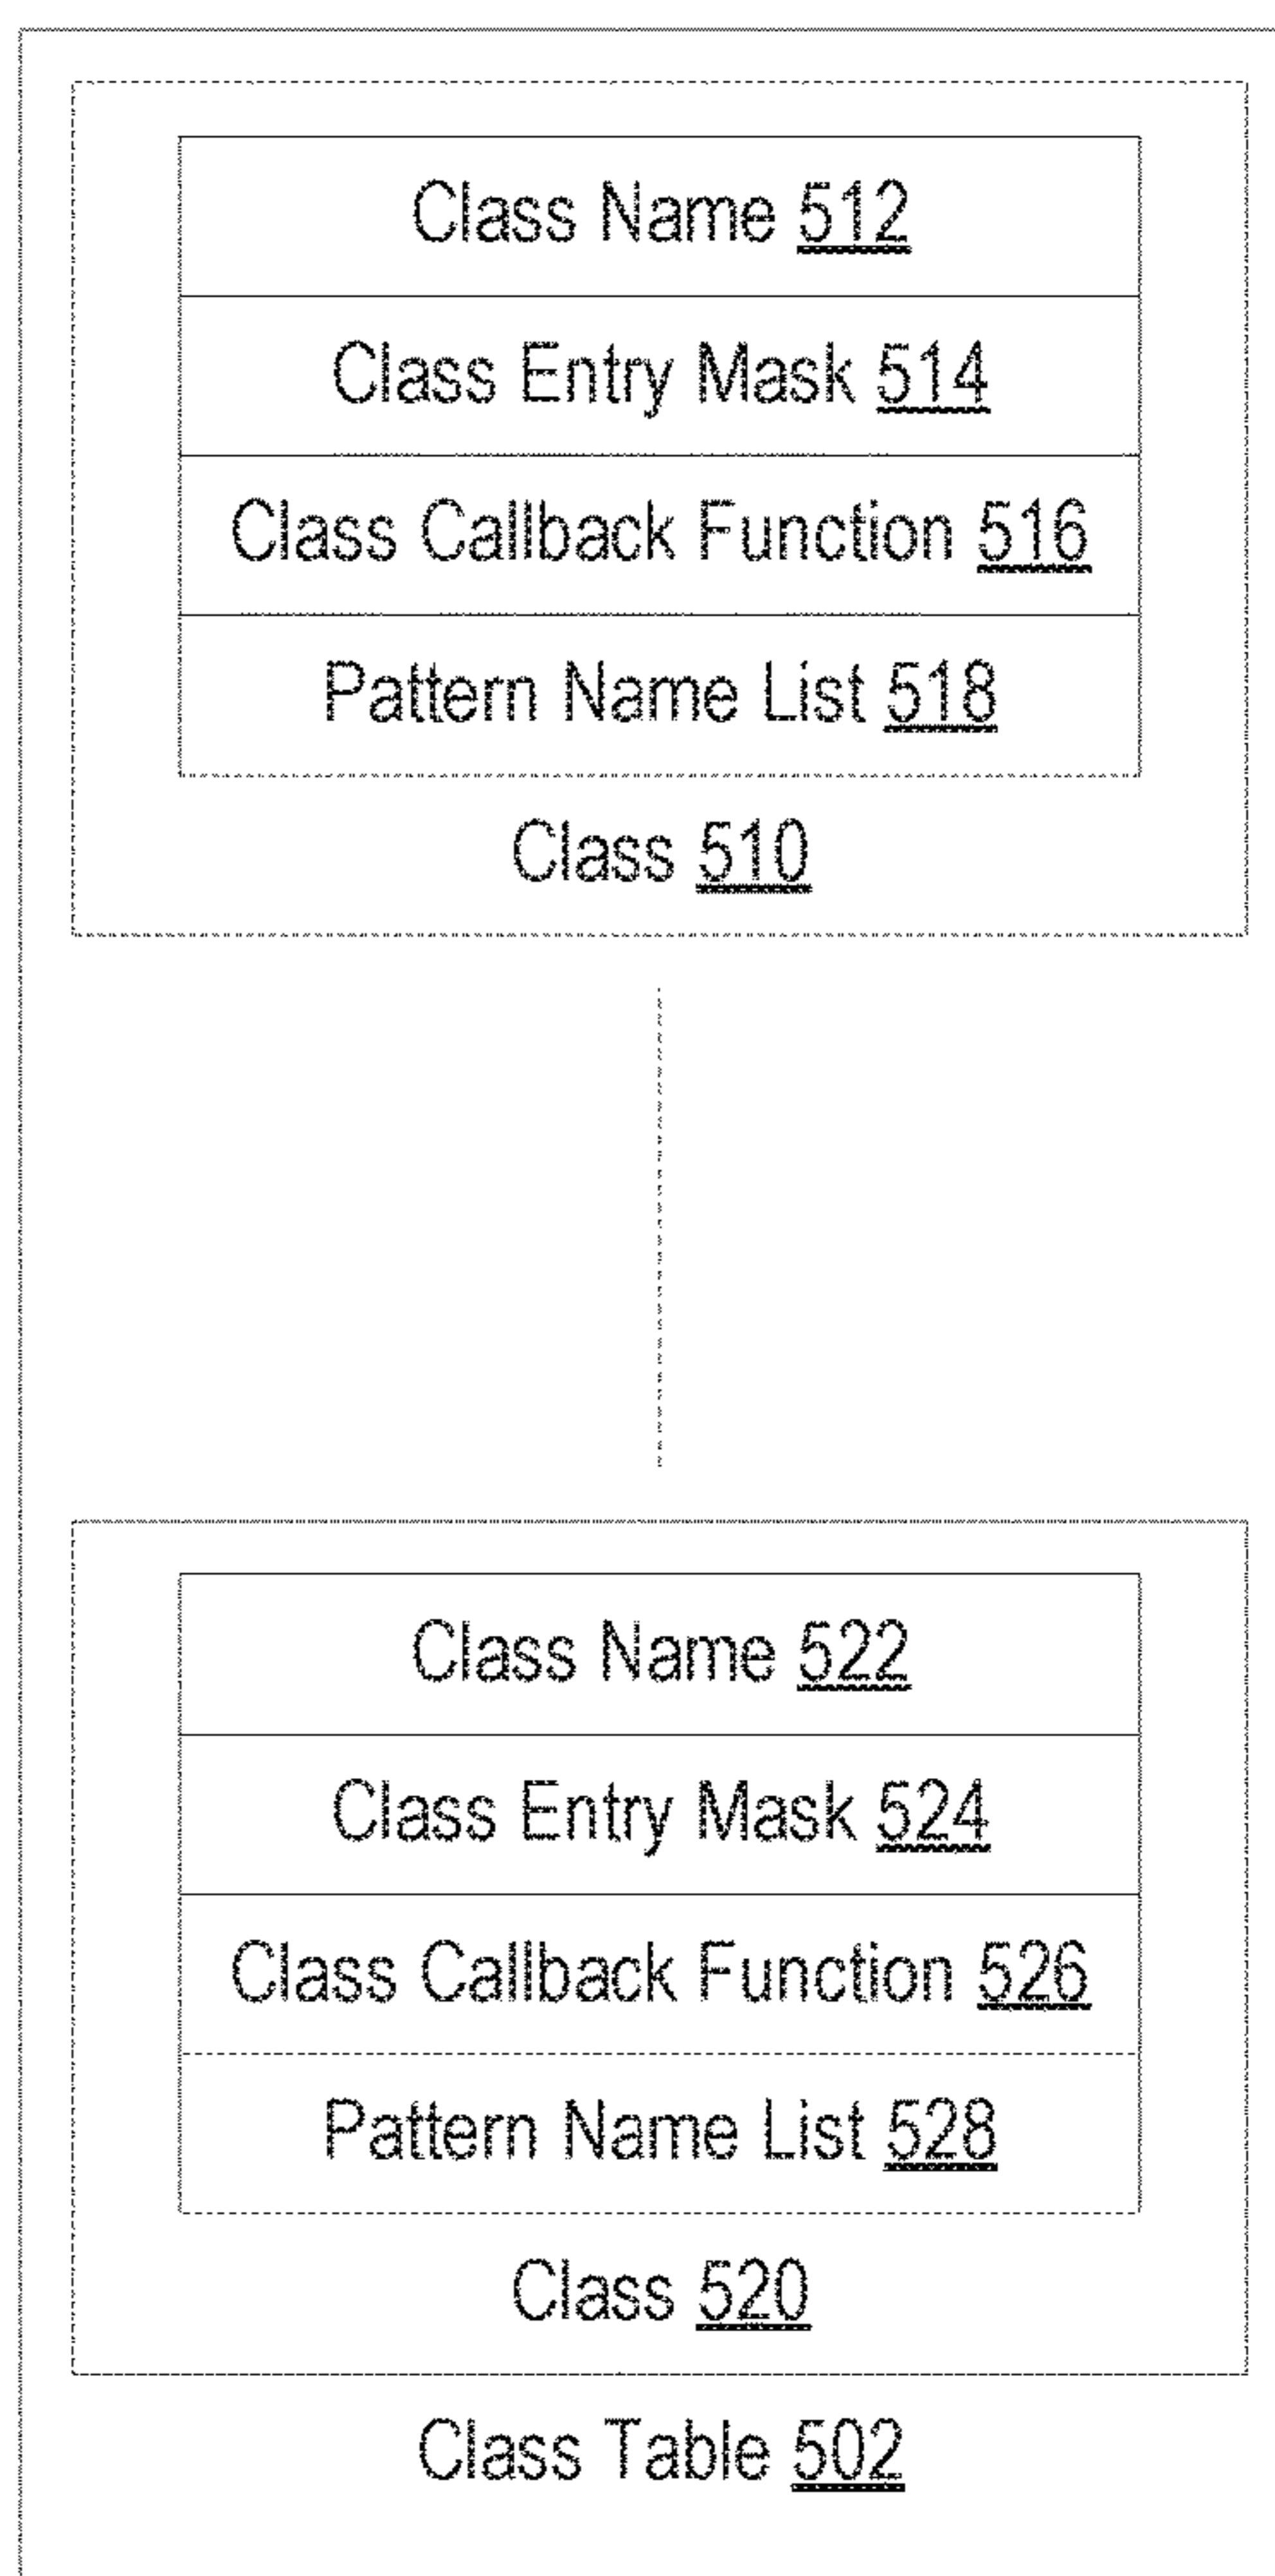 Class Name 512
Class Entry Mask 514
Class Callback Function 516
Pattern Name List 518
Class 510
Class Name 522
Class Entry Mask 524
Class Callback Function 526
Pattern Name List 528
Class 520
Class Table 502